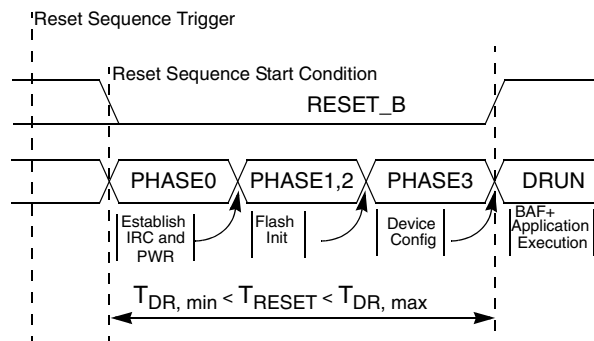 Reset Sequence Trigger
Reset Sequence Start Condition
RESET_B
PHASE0
PHASE1,2
PHASE3
DRUN
Establish
IRC and
PWR
Flash
Init
Device
Config
BAF+
Application
Execution
TDR, min < TRESET < TDR, max